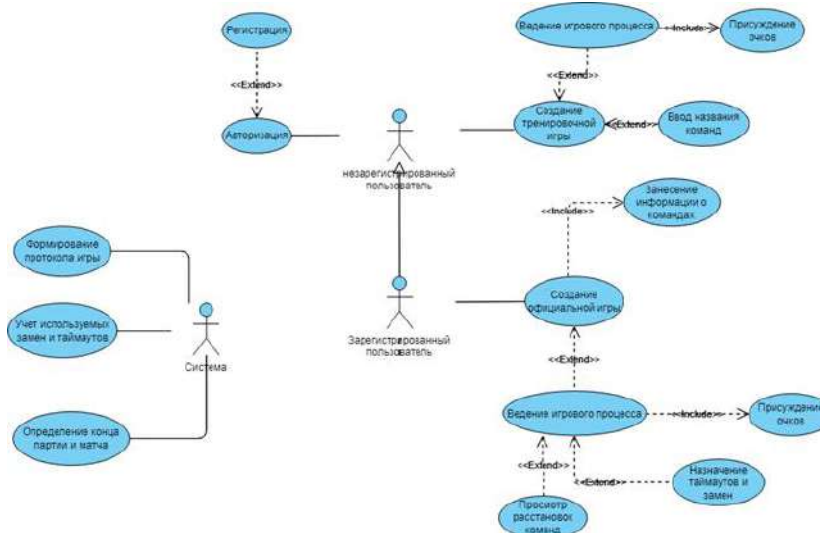 Регистрация
<<Extend>>
Авторизация
Ведение игрового процесса
<<Include>>
Присуждение
очков
<<Extend>>
Создание
тренировочной
игры
<<Extend>>
Ввод названия
команд
незарегистрированный
пользователь
Занесение
информации о
командах
<<Include>>
Формирование
протокола игры
Учет используемых
замен и таймаутов
Система
Определение конца
партии и матча
Зарегистрированный
пользователь
Создание
официальной игры
<<Extend>>
Ведение игрового процесса
<<Include>>
Присуждение
очков
<<Extend>>
<<Extend>>
Назначение
таймаутов и
замен
Просмотр
расстановок
команд